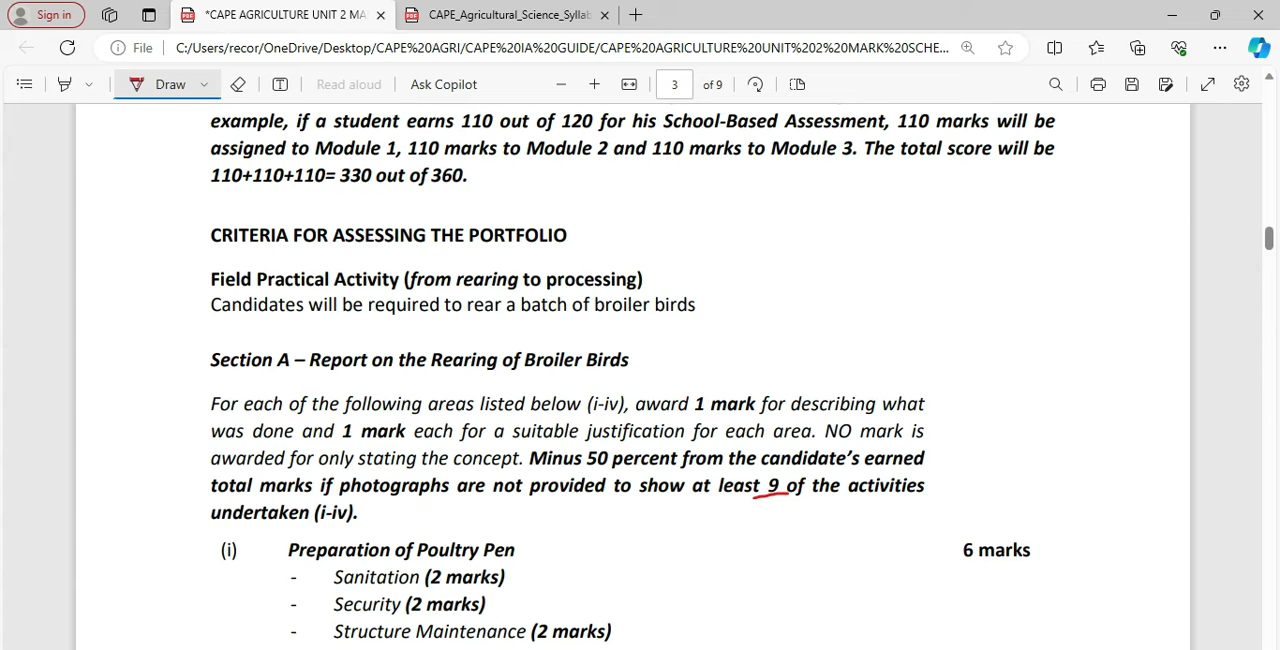 Sign in
*CAPE AGRICULTURE UNIT 2 MA
CAPE_Agricultural_Science_Syllab
File
C:/Users/recor/OneDrive/Desktop/CAPE%20AGRI/CAPE%20IA%20GUIDE/CAPE%20AGRICULTURE%20UNIT%202%20MARK%20SCHE...
Draw
Read aloud
Ask Copilot
3
of 9
example, if a student earns 110 out of 120 for his School-Based Assessment, 110 marks will be
assigned to Module 1, 110 marks to Module 2 and 110 marks to Module 3. The total score will be
110+110+110= 330 out of 360.
CRITERIA FOR ASSESSING THE PORTFOLIO
Field Practical Activity (from rearing to processing)
Candidates will be required to rear a batch of broiler birds
Section A – Report on the Rearing of Broiler Birds
For each of the following areas listed below (i-iv), award 1 mark for describing what
was done and 1 mark each for a suitable justification for each area. NO mark is
awarded for only stating the concept. Minus 50 percent from the candidate's earned
total marks if photographs are not provided to show at least 9 of the activities
undertaken (i-iv).
(i) Preparation of Poultry Pen 6 marks
- Sanitation (2 marks)
- Security (2 marks)
- Structure Maintenance (2 marks)